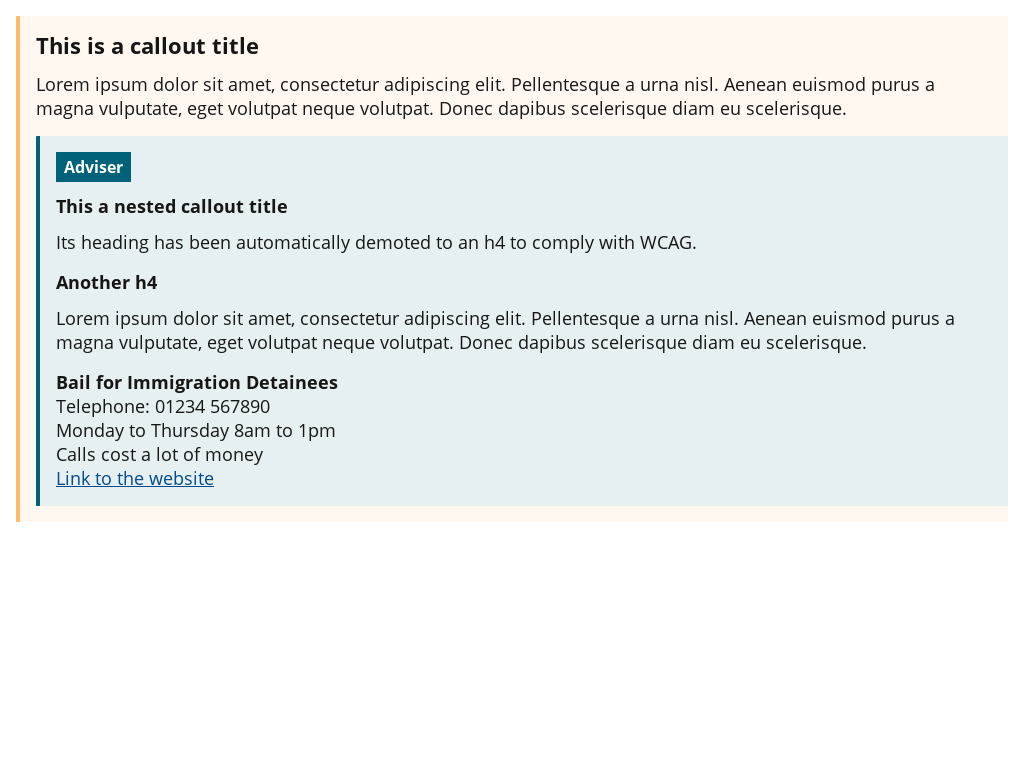 This is a callout title
Lorem ipsum dolor sit amet, consectetur adipiscing elit. Pellentesque a urna nisl. Aenean euismod purus a
magna vulputate, eget volutpat neque volutpat. Donec dapibus scelerisque diam eu scelerisque.
Adviser
This a nested callout title
Its heading has been automatically demoted to an h4 to comply with WCAG.
Another h4
Lorem ipsum dolor sit amet, consectetur adipiscing elit. Pellentesque a urna nisl. Aenean euismod purus a
magna vulputate, eget volutpat neque volutpat. Donec dapibus scelerisque diam eu scelerisque.
Bail for Immigration Detainees
Telephone: 01234 567890
Monday to Thursday 8am to 1pm
Calls cost a lot of money
Link to the website